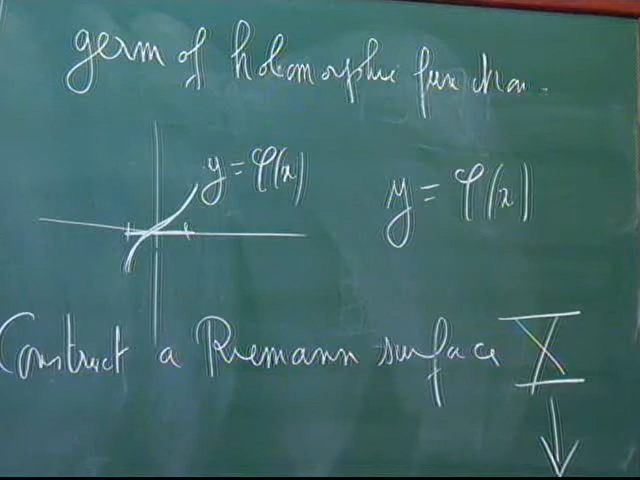 germ of holomorphic function.
y = φ(x)
y = φ(x)
Construct a Riemann surface X
↓